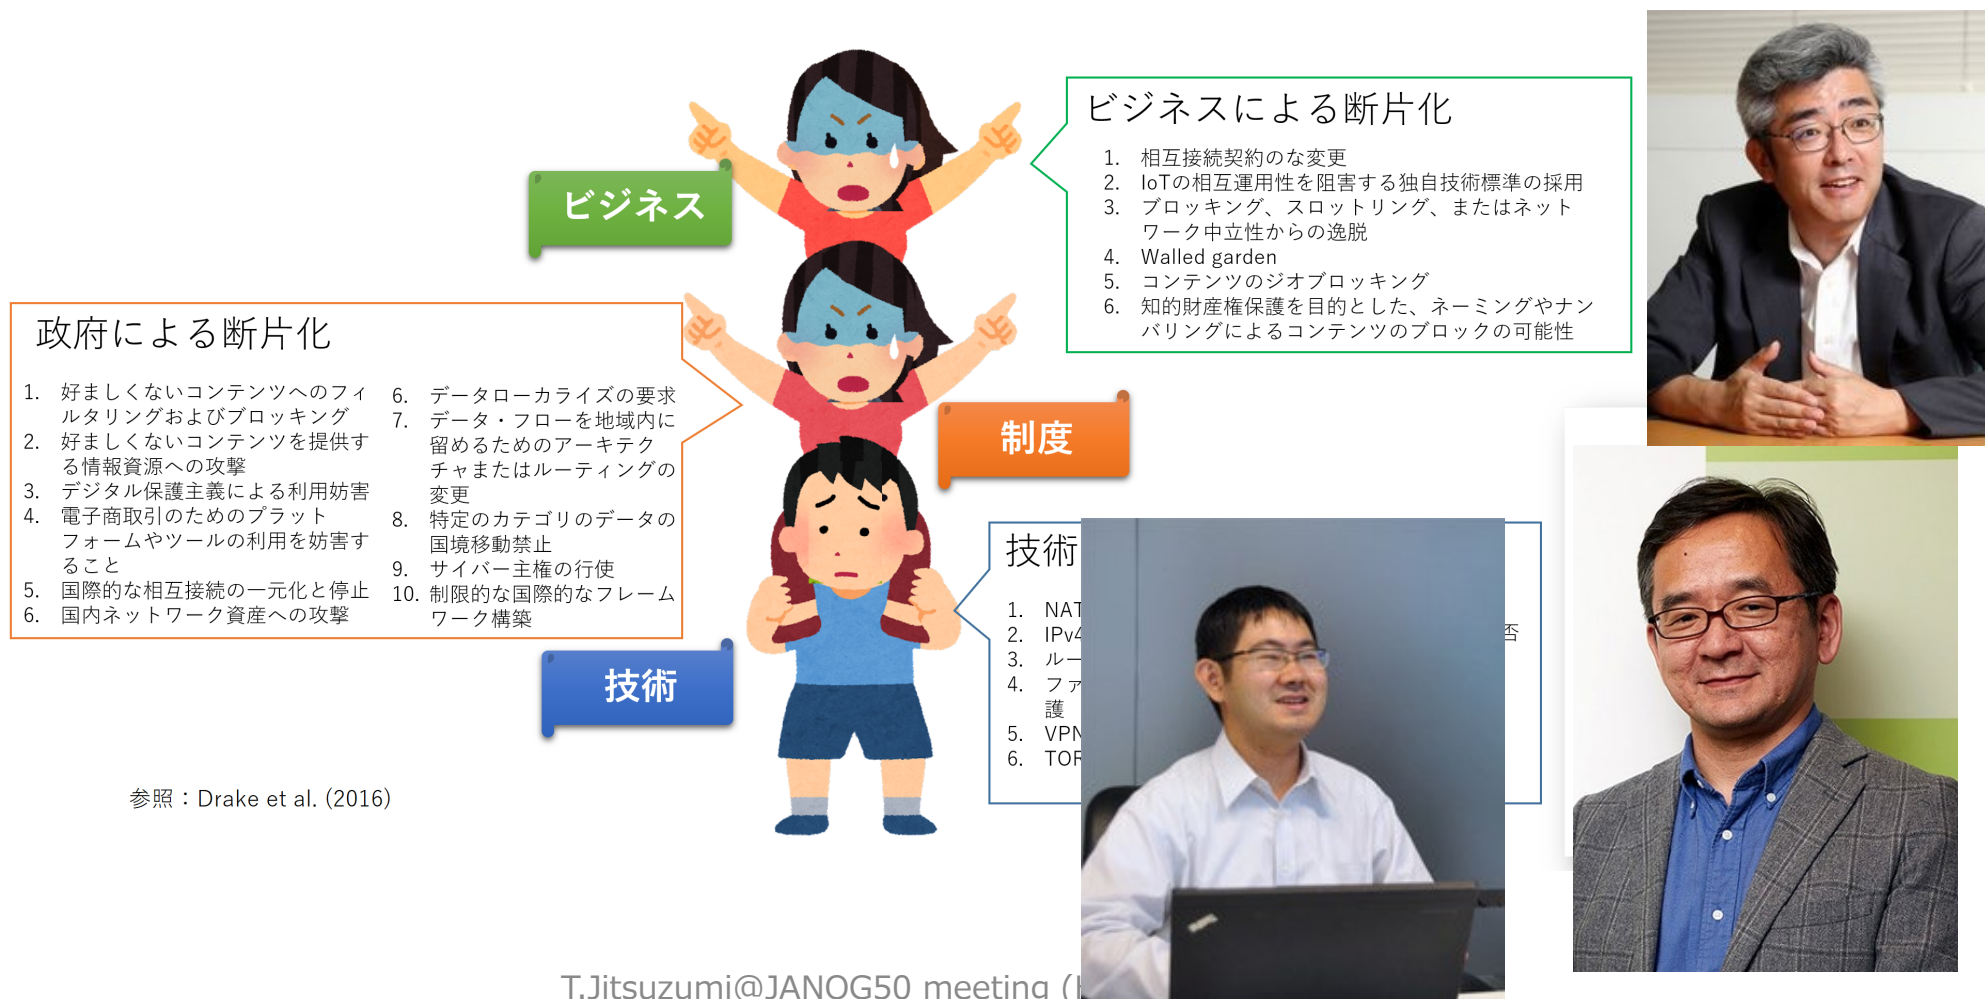 ビジネスによる断片化
1. 相互接続契約のな変更
2. IoTの相互運用性を阻害する独自技術標準の採用
3. ブロッキング、スロットリング、またはネット
ワーク中立性からの逸脱
4. Walled garden
5. コンテンツのジオブロッキング
6. 知的財産権保護を目的とした、ネーミングやナン
バリングによるコンテンツのブロックの可能性
ビジネス
政府による断片化
1. 好ましくないコンテンツへのフィ
ルタリングおよびブロッキング
2. 好ましくないコンテンツを提供す
る情報資源への攻撃
3. デジタル保護主義による利用妨害
4. 電子商取引のためのプラット
フォームやツールの利用を妨害す
ること
5. 国際的な相互接続の一元化と停止
6. 国内ネットワーク資産への攻撃
6. データローカライズの要求
7. データ・フローを地域内に
留めるためのアーキテク
チャまたはルーティングの
変更
8. 特定のカテゴリのデータの
国境移動禁止
9. サイバー主権の行使
10. 制限的な国際的なフレーム
ワーク構築
制度
技術
1. NAT
2. IPv4
否
3. ルー
4. ファ
護
5. VPN
6. TOR
技術
参照：Drake et al. (2016)
T.Jitsuzumi@JANOG50 meeting (